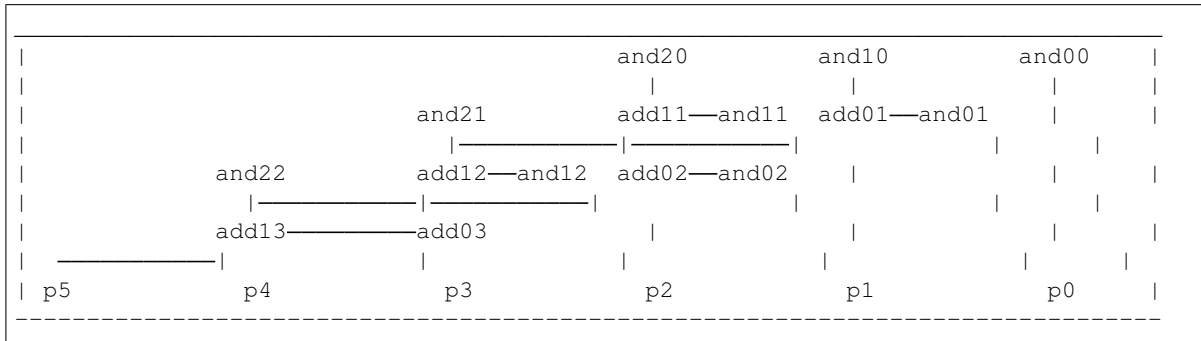 and20 and10 and00
and21 add11──and11 add01──and01
and22 add12──and12 add02──and02
add13─────────add03
p5 p4 p3 p2 p1 p0